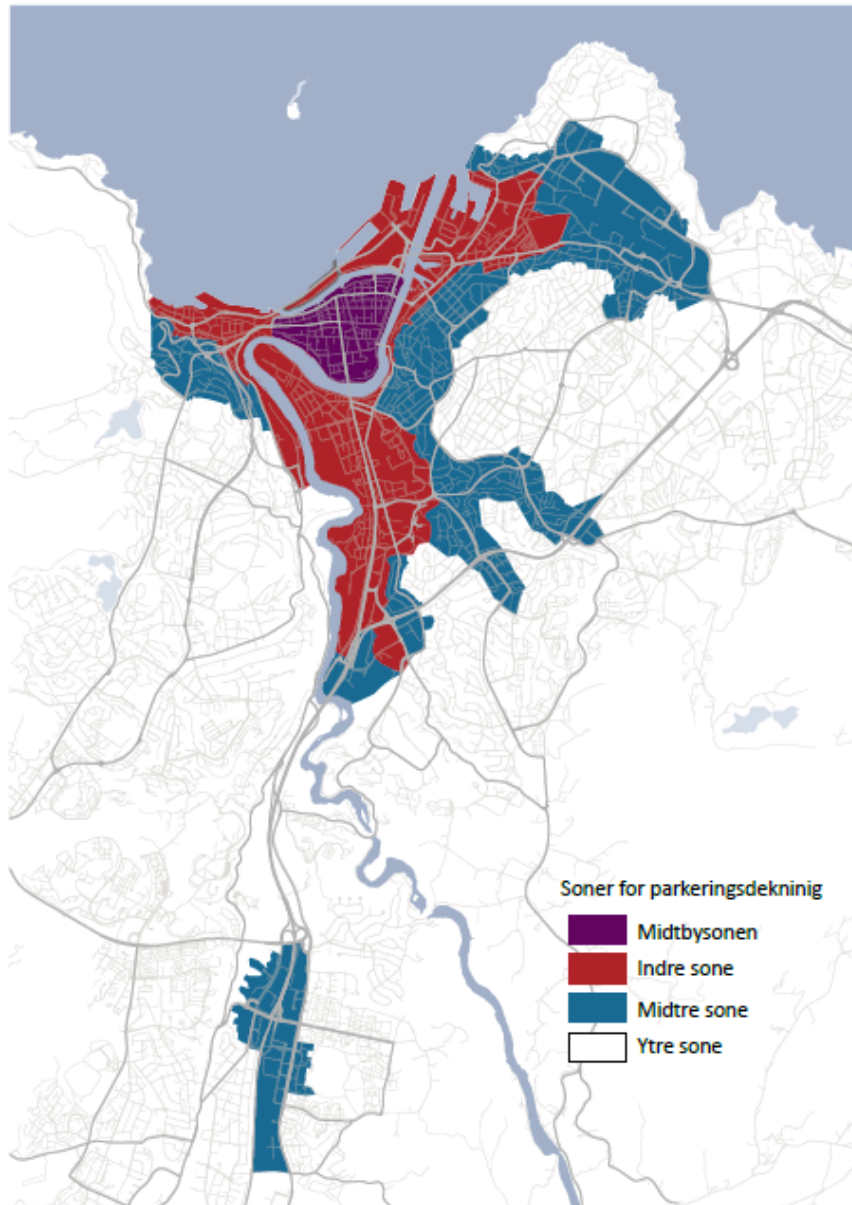 Soner for parkeringsdekninig
Midtbysonen
Indre sone
Midtre sone
Ytre sone